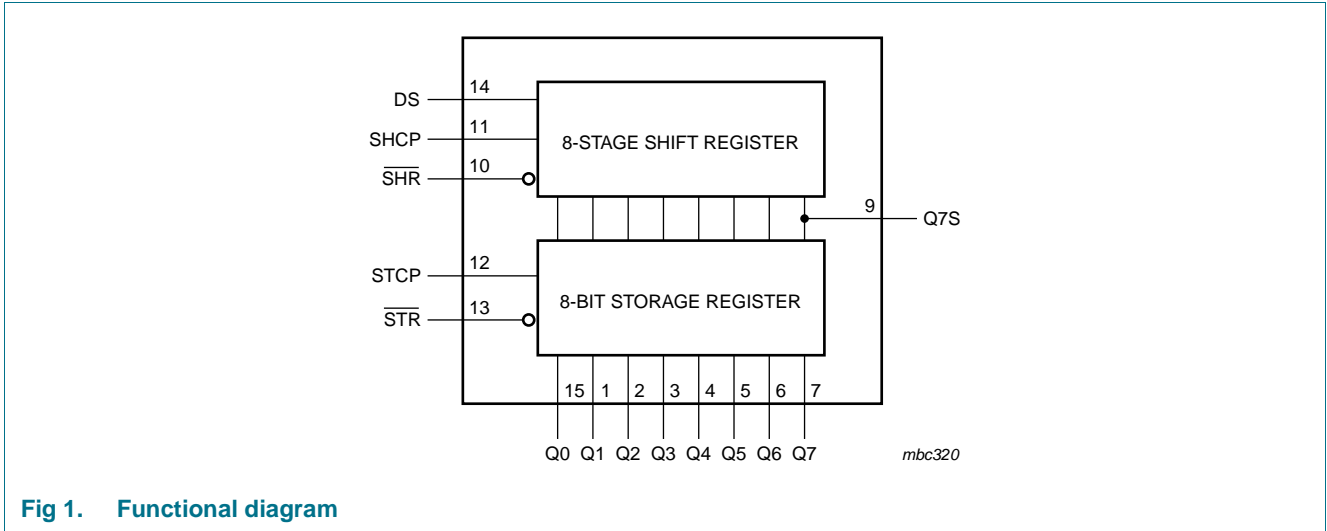 14
DS
11
SHCP
8-STAGE SHIFT REGISTER
10
SHR
9
Q7S
12
STCP
8-BIT STORAGE REGISTER
13
STR
15 1 2 3 4 5 6 7
Q0 Q1 Q2 Q3 Q4 Q5 Q6 Q7
mbc320
Fig 1. Functional diagram